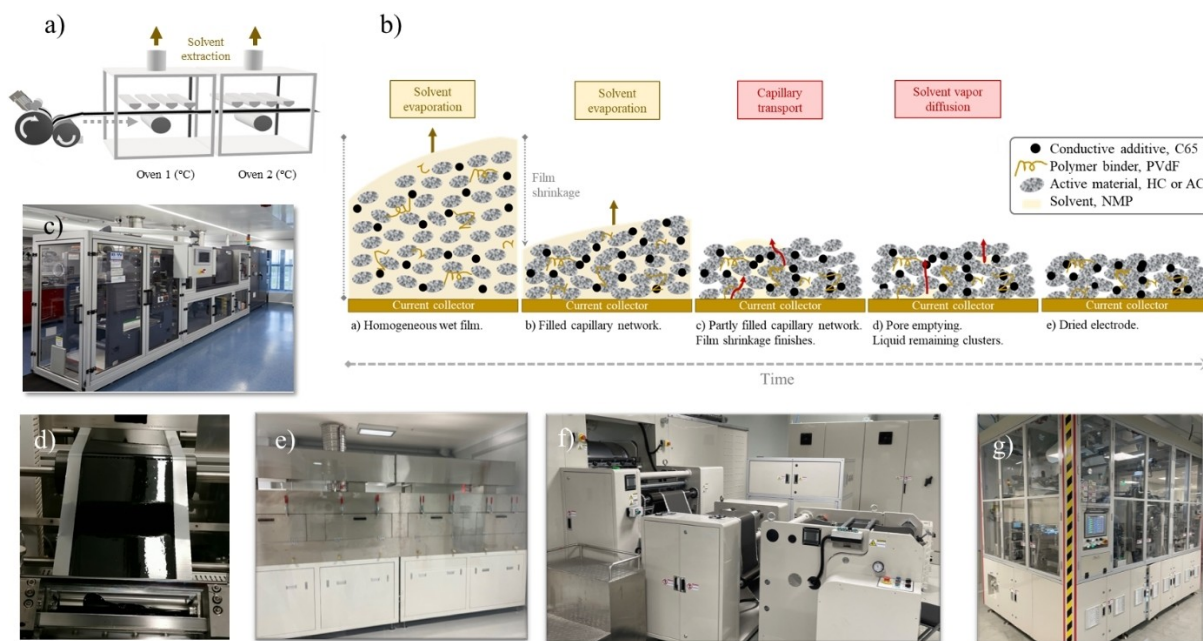 a)
Solvent
extraction
Oven 1 (°C)
Oven 2 (°C)
b)
Solvent
evaporation
Solvent
evaporation
Capillary
transport
Solvent vapor
diffusion
Film
shrinkage
Conductive additive, C65
Polymer binder, PVdF
Active material, HC or AC
Solvent, NMP
Current collector
Current collector
Current collector
Current collector
Current collector
a) Homogeneous wet film.
b) Filled capillary network.
c) Partly filled capillary network.
Film shrinkage finishes.
d) Pore emptying.
Liquid remaining clusters.
e) Dried electrode.
Time
c)
d)
e)
f)
g)